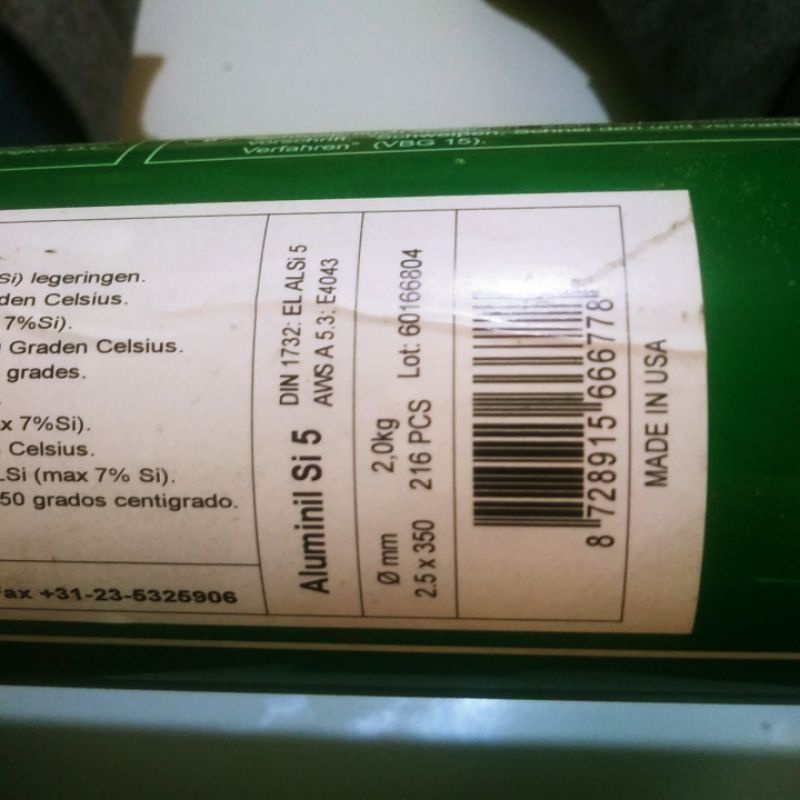 Verfahren" (VBG 15).
Si) legeringen.
den Celsius.
7%Si).
Graden Celsius.
grades.
x 7%Si).
Celsius.
LSi (max 7% Si).
50 grados centigrado.
ax +31-23-5325906
Aluminil Si 5
DIN 1732: EL ALSi 5
AWS A 5.3: E4043
Ø mm 2,0kg
2.5 x 350 216 PCS Lot: 60166804
8 728915 666778
MADE IN USA